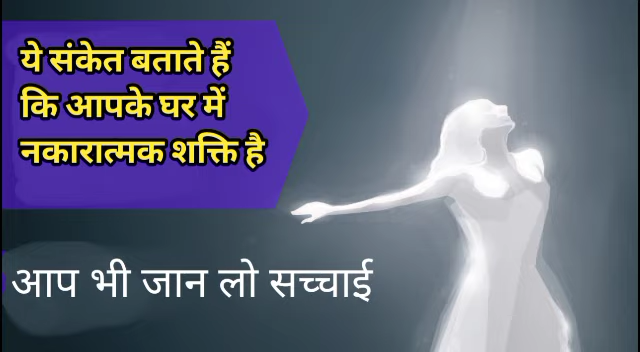 ये संकेत बताते हैं
कि आपके घर में
नकारात्मक शक्ति है
आप भी जान लो सच्चाई